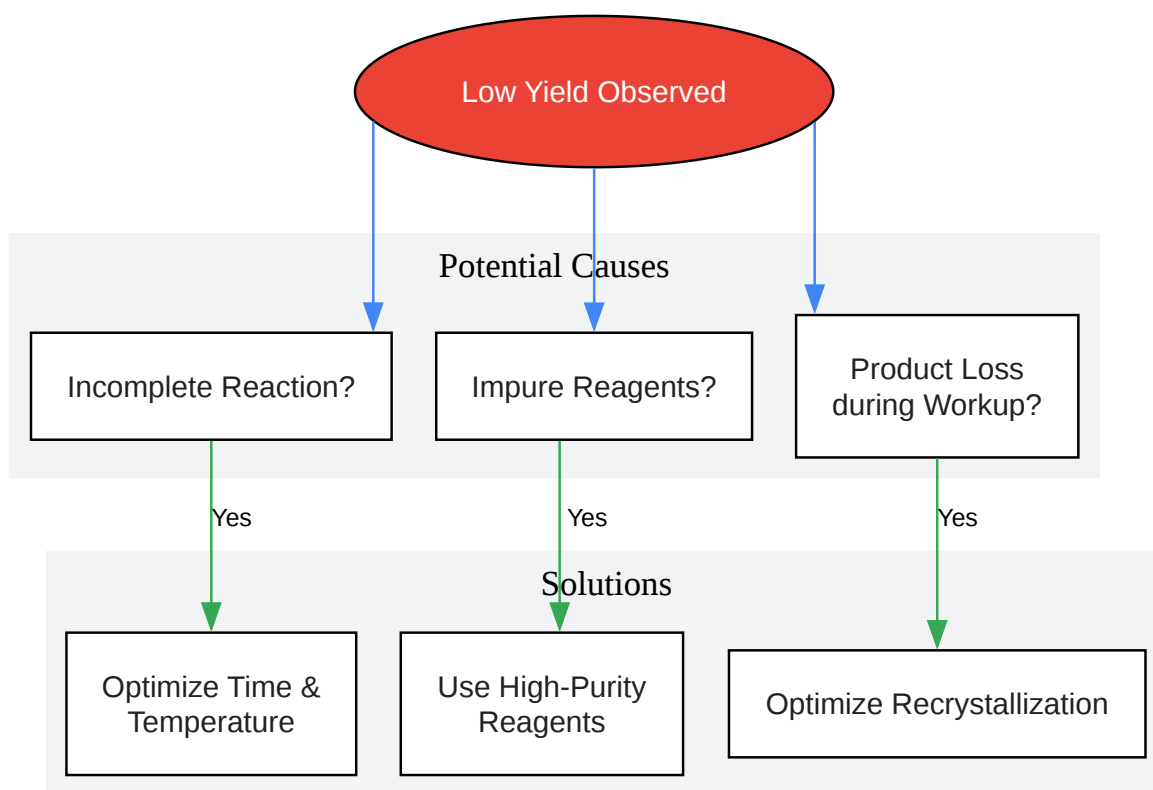 Low Yield Observed
Potential Causes
Incomplete Reaction?
Impure Reagents?
Product Loss
during Workup?
Yes
Yes
Yes
Solutions
Optimize Time &
Temperature
Use High-Purity
Reagents
Optimize Recrystallization